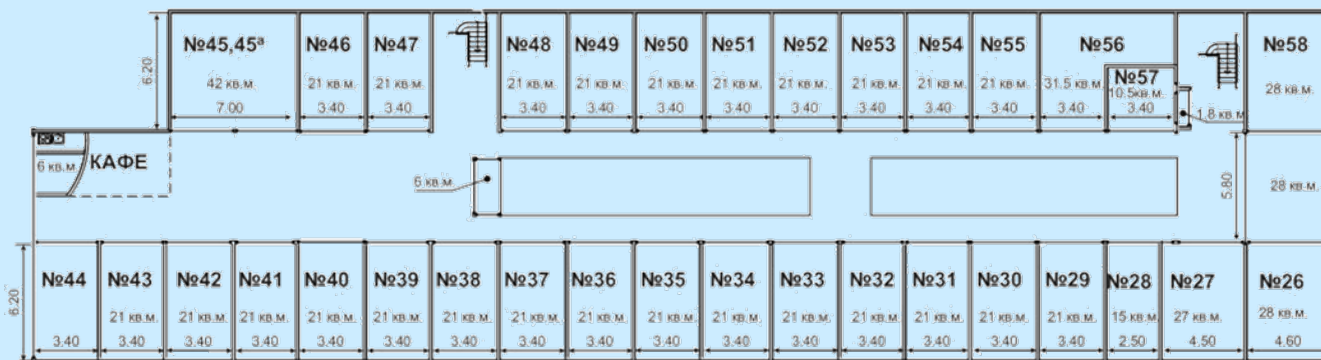 №45,45ª №46 №47 №48 №49 №50 №51 №52 №53 №54 №55 №56 №58
6.20
№57
42 кв.м. 21 кв.м. 21 кв.м. 21 кв.м. 21 кв.м. 21 кв.м. 21 кв.м. 21 кв.м. 21 кв.м. 21 кв.м. 21 кв.м. 31.5 кв.м. 10.5кв.м. 28 кв.м.
7.00 3.40 3.40 3.40 3.40 3.40 3.40 3.40 3.40 3.40 3.40 3.40 3.40
1.8 кв.м
6 кв.м КАФЕ
6 кв.м
5.80
28 кв.м.
№44 №43 №42 №41 №40 №39 №38 №37 №36 №35 №34 №33 №32 №31 №30 №29 №28 №27 №26
6.20
21 кв.м. 21 кв.м. 21 кв.м. 21 кв.м. 21 кв.м. 21 кв.м. 21 кв.м. 21 кв.м. 21 кв.м. 21 кв.м. 21 кв.м. 21 кв.м. 21 кв.м. 21 кв.м. 21 кв.м. 15 кв.м. 27 кв.м. 28 кв.м.
3.40 3.40 3.40 3.40 3.40 3.40 3.40 3.40 3.40 3.40 3.40 3.40 3.40 3.40 3.40 3.40 2.50 4.50 4.60